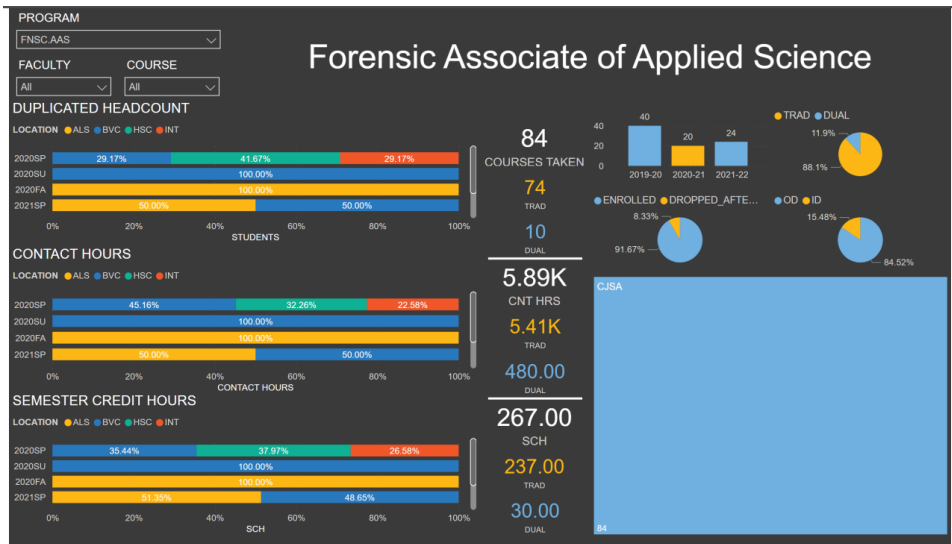 PROGRAM
FNSC.AAS
FACULTY COURSE
All All
Forensic Associate of Applied Science
DUPLICATED HEADCOUNT
LOCATION ALS BVC HSC INT
2020SP 29.17% 41.67% 29.17%
2020SU 100.00%
2020FA 100.00%
2021SP 50.00% 50.00%
0% 20% 40% 60% 80% 100%
STUDENTS
CONTACT HOURS
LOCATION ALS BVC HSC INT
2020SP 45.16% 32.26% 22.58%
2020SU 100.00%
2020FA 100.00%
2021SP 50.00% 50.00%
0% 20% 40% 60% 80% 100%
CONTACT HOURS
SEMESTER CREDIT HOURS
LOCATION ALS BVC HSC INT
2020SP 35.44% 37.97% 26.58%
2020SU 100.00%
2020FA 100.00%
2021SP 51.35% 48.65%
0% 20% 40% 60% 80% 100%
SCH
84
COURSES TAKEN
74
TRAD
10
DUAL
5.89K
CNT HRS
5.41K
TRAD
480.00
DUAL
267.00
SCH
237.00
TRAD
30.00
DUAL
40
20
0
40
20
24
2019-20 2020-21 2021-22
TRAD DUAL
11.9%
88.1%
ENROLLED DROPPED_AFTE...
8.33%
91.67%
OD ID
15.48%
84.52%
CJSA
84